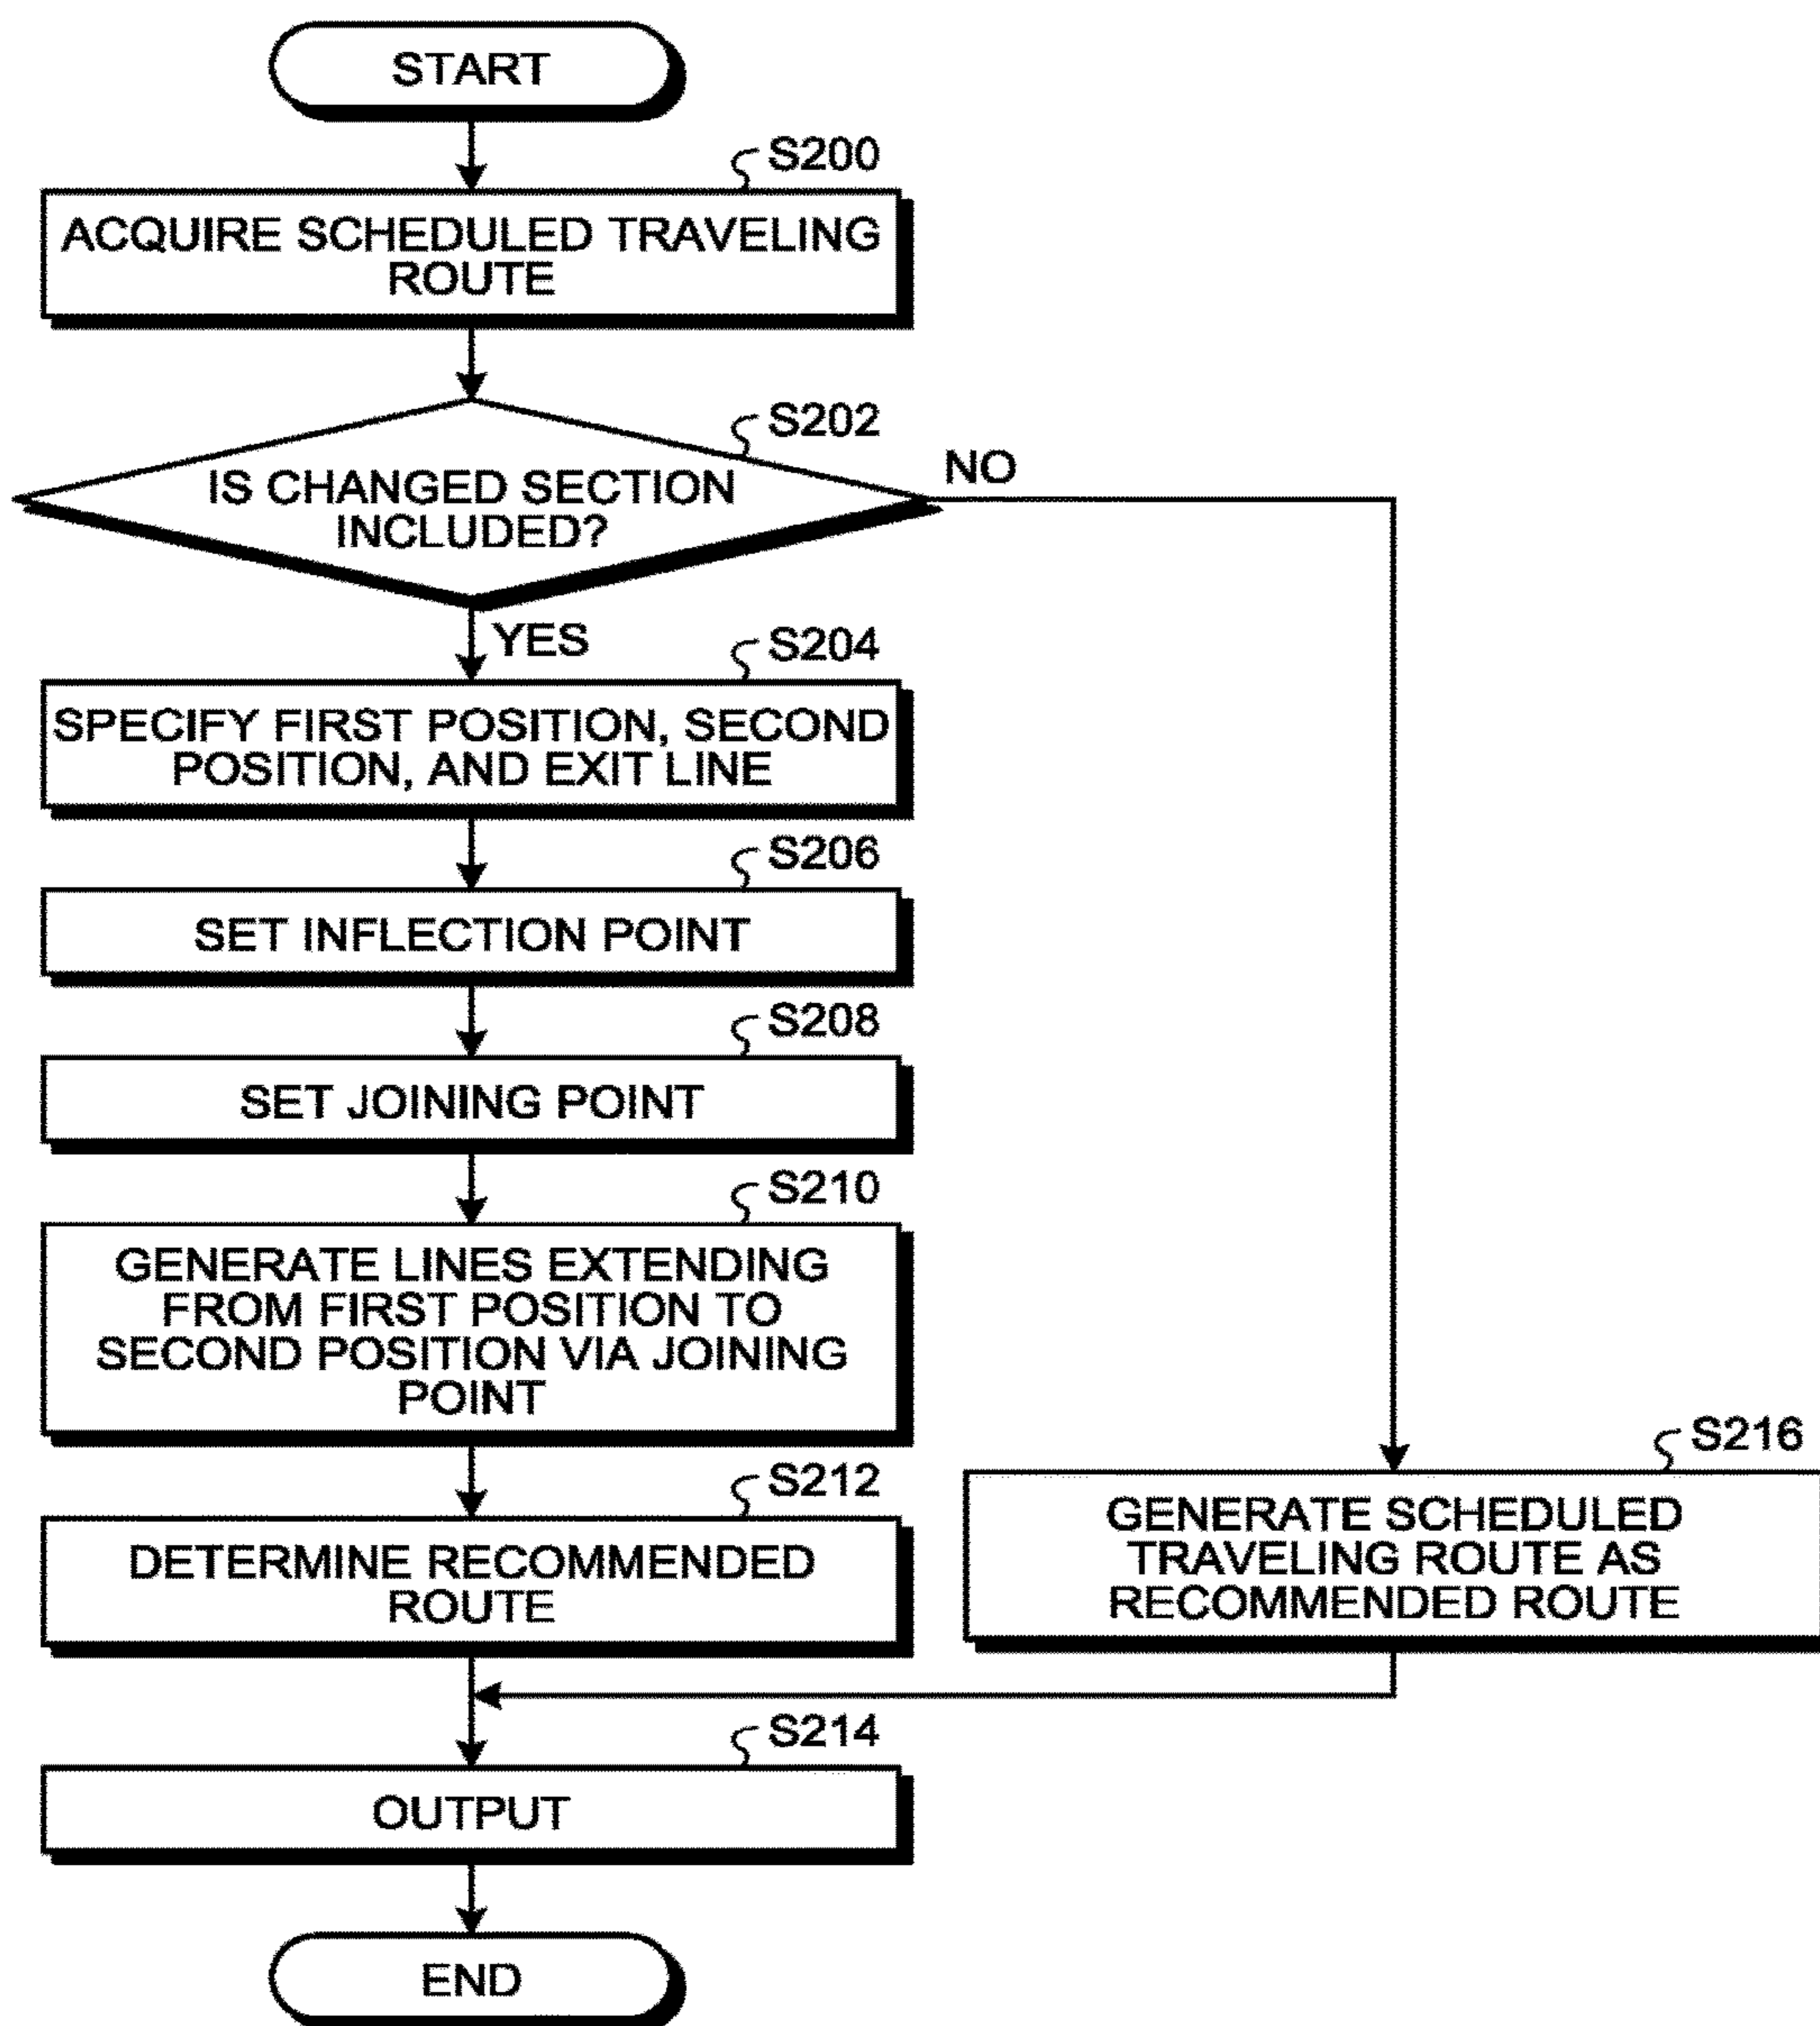 START
S200
ACQUIRE SCHEDULED TRAVELING
ROUTE
S202
IS CHANGED SECTION
INCLUDED?
NO
YES
S204
SPECIFY FIRST POSITION, SECOND
POSITION, AND EXIT LINE
S206
SET INFLECTION POINT
S208
SET JOINING POINT
S210
GENERATE LINES EXTENDING
FROM FIRST POSITION TO
SECOND POSITION VIA JOINING
POINT
S212
DETERMINE RECOMMENDED
ROUTE
S216
GENERATE SCHEDULED
TRAVELING ROUTE AS
RECOMMENDED ROUTE
S214
OUTPUT
END